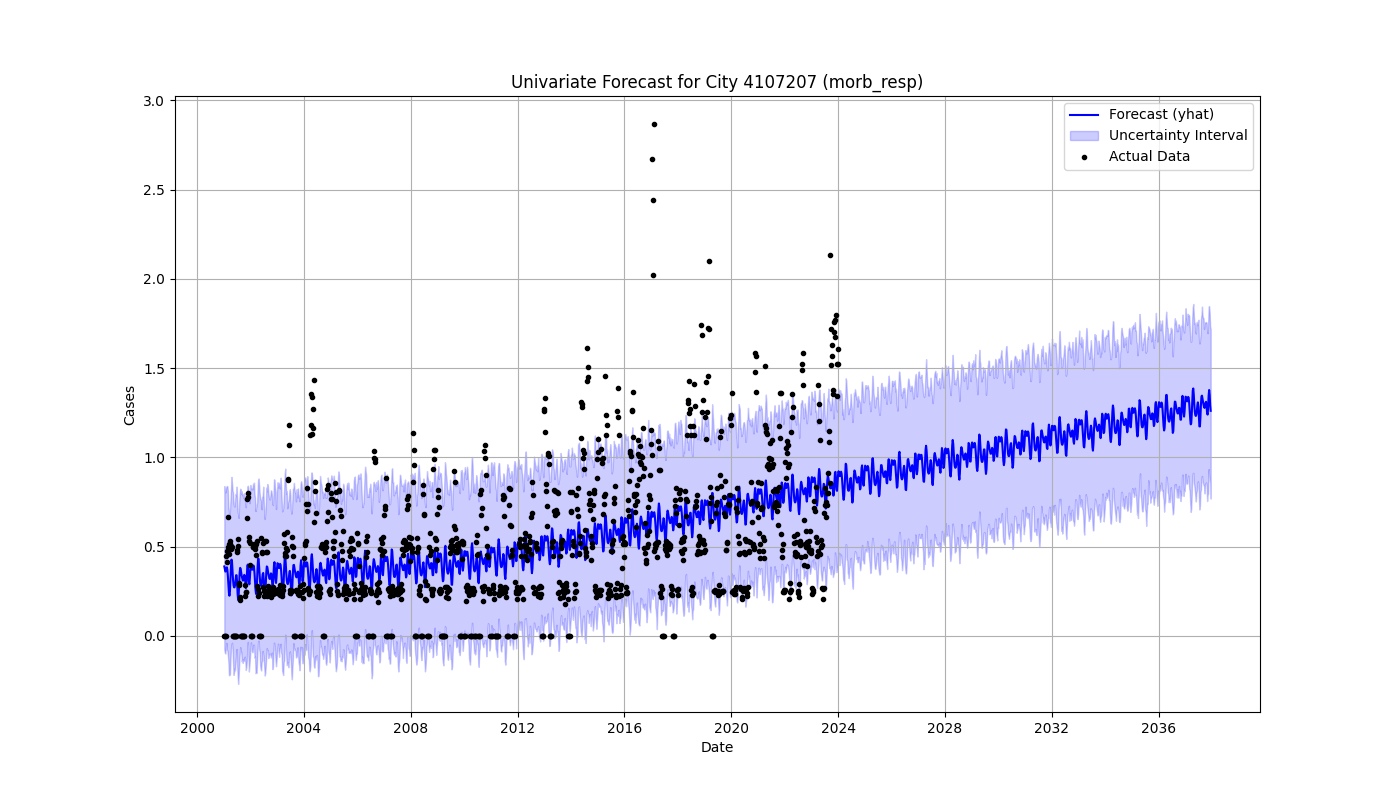 Univariate Forecast for City 4107207 (morb_resp)
Forecast (yhat)
Uncertainty Interval
Actual Data
Cases
3.0
2.5
2.0
1.5
1.0
0.5
0.0
2000 2004 2008 2012 2016 2020 2024 2028 2032 2036
Date